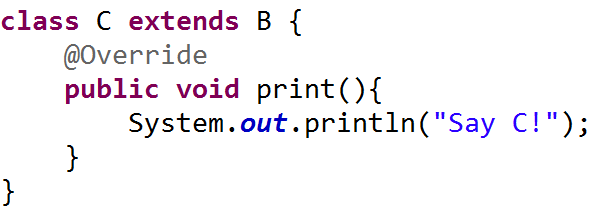 class C extends B {
    @Override
    public void print(){
        System.out.println("Say C!");
    }
}